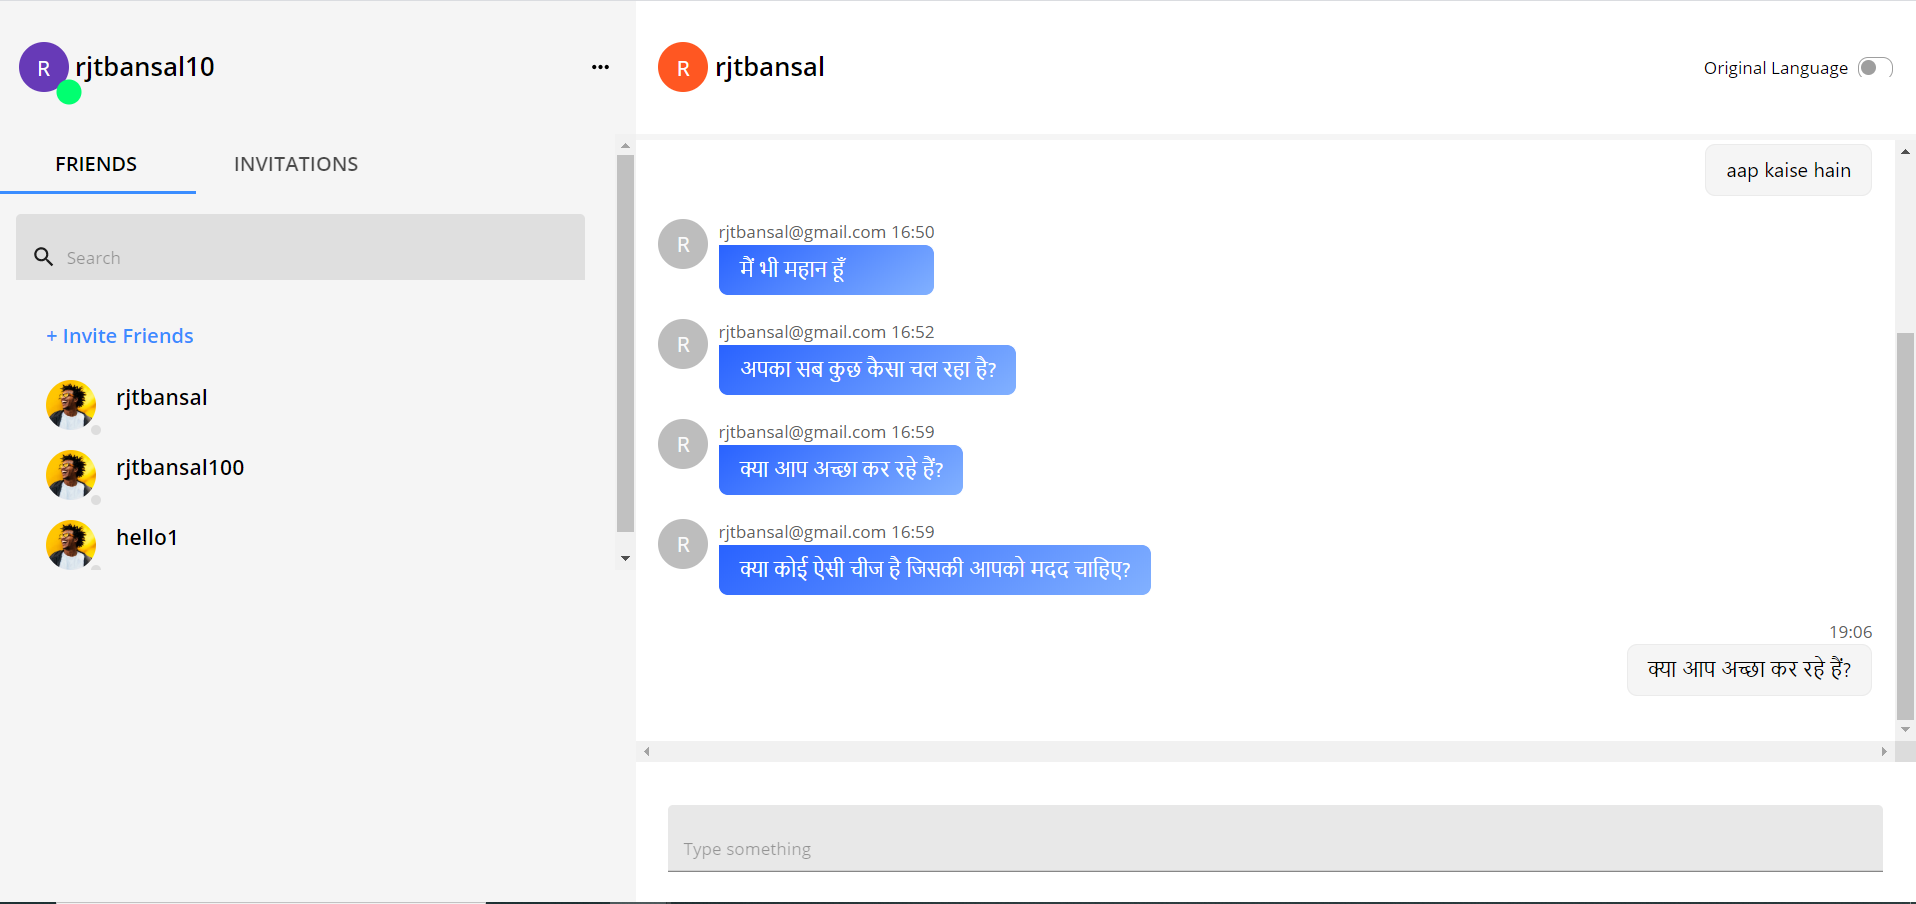 R rjtbansal10
FRIENDS INVITATIONS
Search
+ Invite Friends
rjtbansal
rjtbansal100
hello1
R rjtbansal Original Language
aap kaise hain
rjtbansal@gmail.com 16:50
R
मैं भी महान हूँ
rjtbansal@gmail.com 16:52
R
अपका सब कुछ कैसा चल रहा है?
rjtbansal@gmail.com 16:59
R
क्या आप अच्छा कर रहे हैं?
rjtbansal@gmail.com 16:59
R
क्या कोई ऐसी चीज है जिसकी आपको मदद चाहिए?
19:06
क्या आप अच्छा कर रहे हैं?
Type something